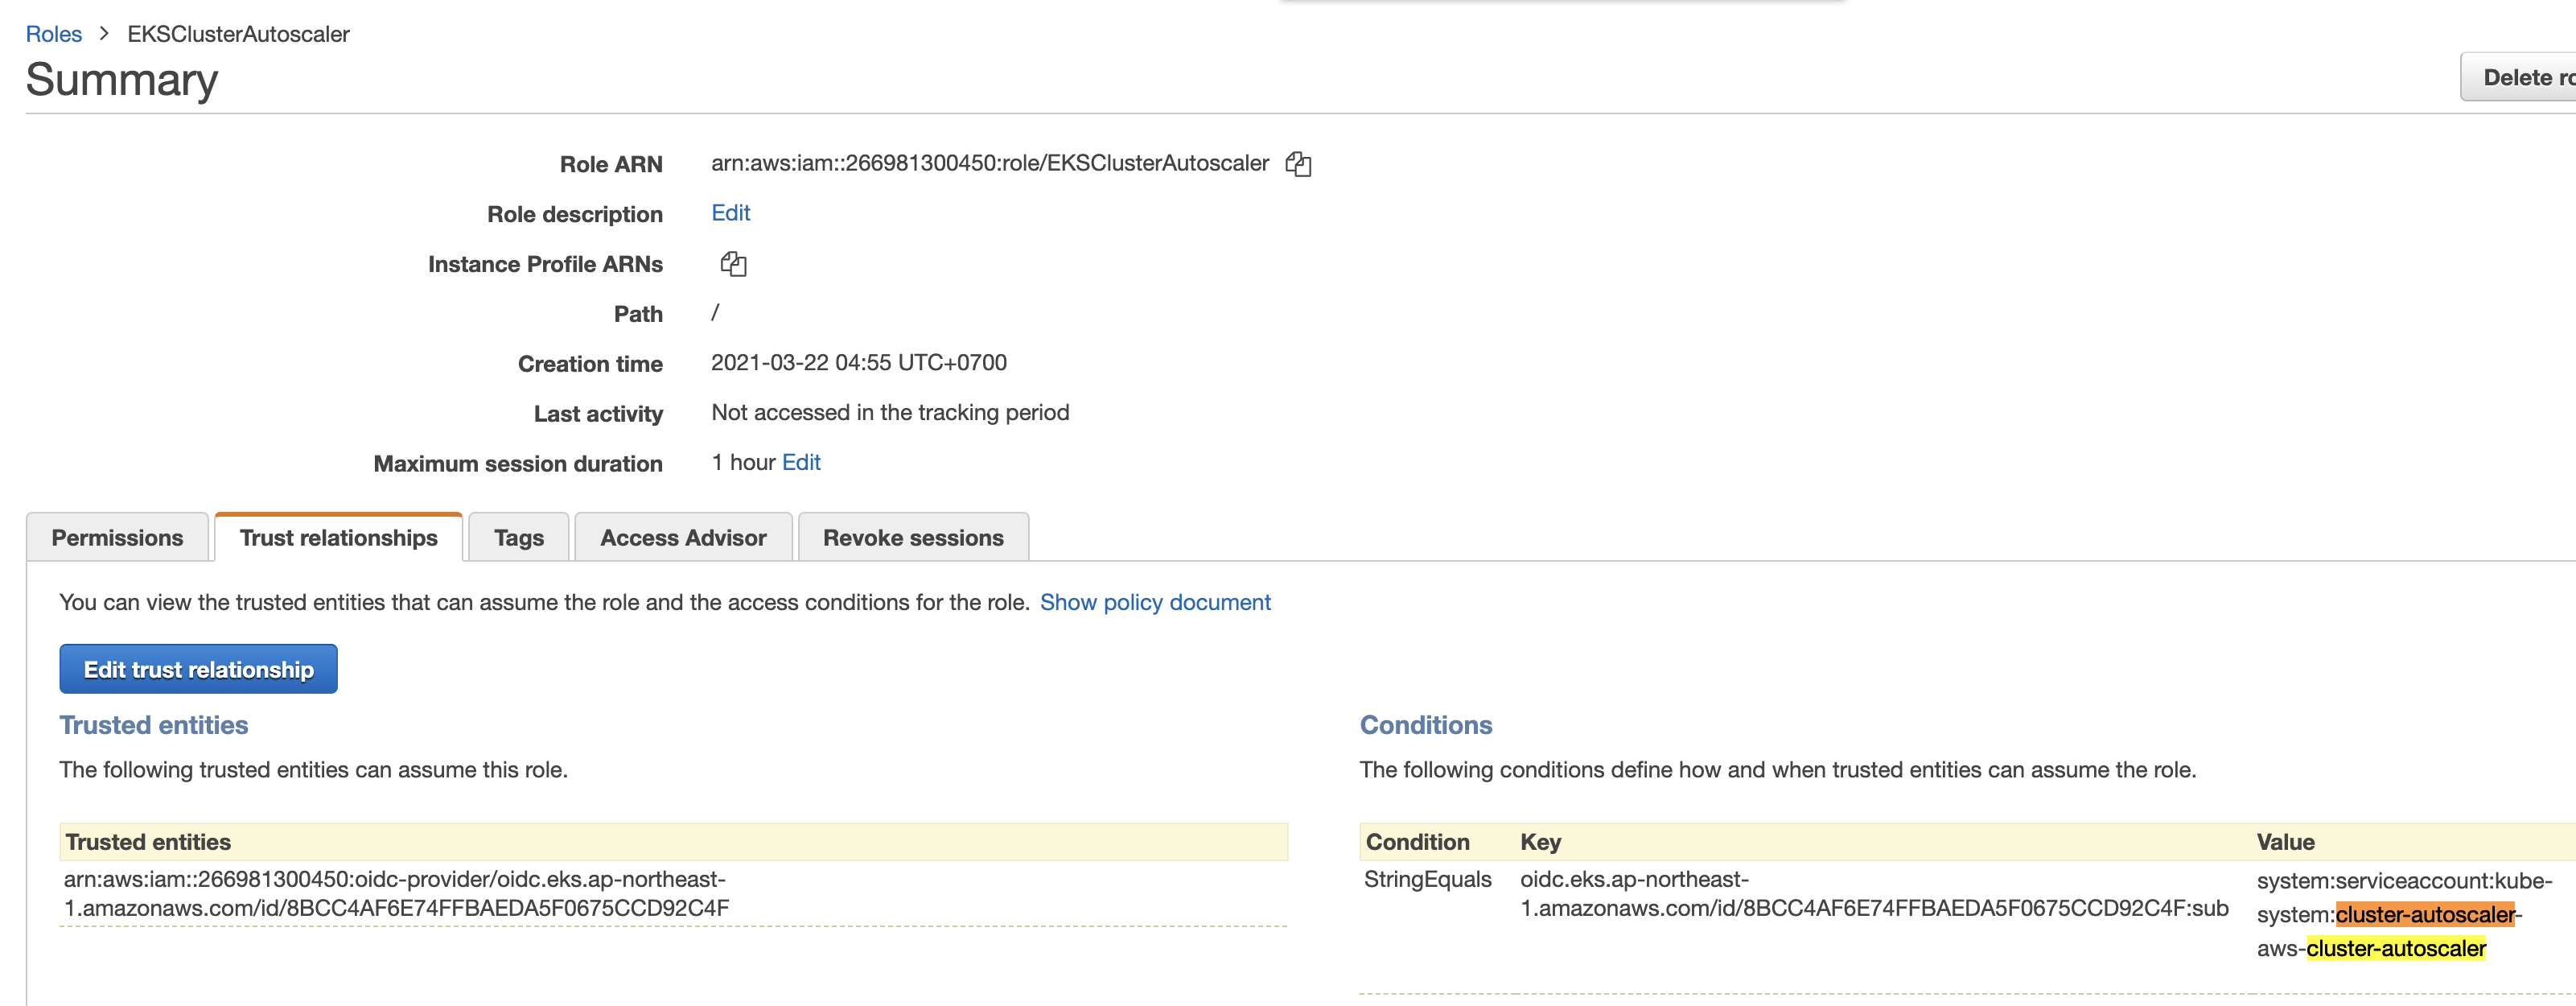 Roles > EKSClusterAutoscaler
Summary
Delete ro
Role ARN arn:aws:iam::266981300450:role/EKSClusterAutoscaler
Role description Edit
Instance Profile ARNs
Path /
Creation time 2021-03-22 04:55 UTC+0700
Last activity Not accessed in the tracking period
Maximum session duration 1 hour Edit
Permissions Trust relationships Tags Access Advisor Revoke sessions
You can view the trusted entities that can assume the role and the access conditions for the role. Show policy document
Edit trust relationship
Trusted entities
The following trusted entities can assume this role.
Trusted entities
arn:aws:iam::266981300450:oidc-provider/oidc.eks.ap-northeast-
1.amazonaws.com/id/8BCC4AF6E74FFBAEDA5F0675CCD92C4F
Conditions
The following conditions define how and when trusted entities can assume the role.
Condition Key Value
StringEquals oidc.eks.ap-northeast- system:serviceaccount:kube-
1.amazonaws.com/id/8BCC4AF6E74FFBAEDA5F0675CCD92C4F:sub system:cluster-autoscaler-
aws-cluster-autoscaler